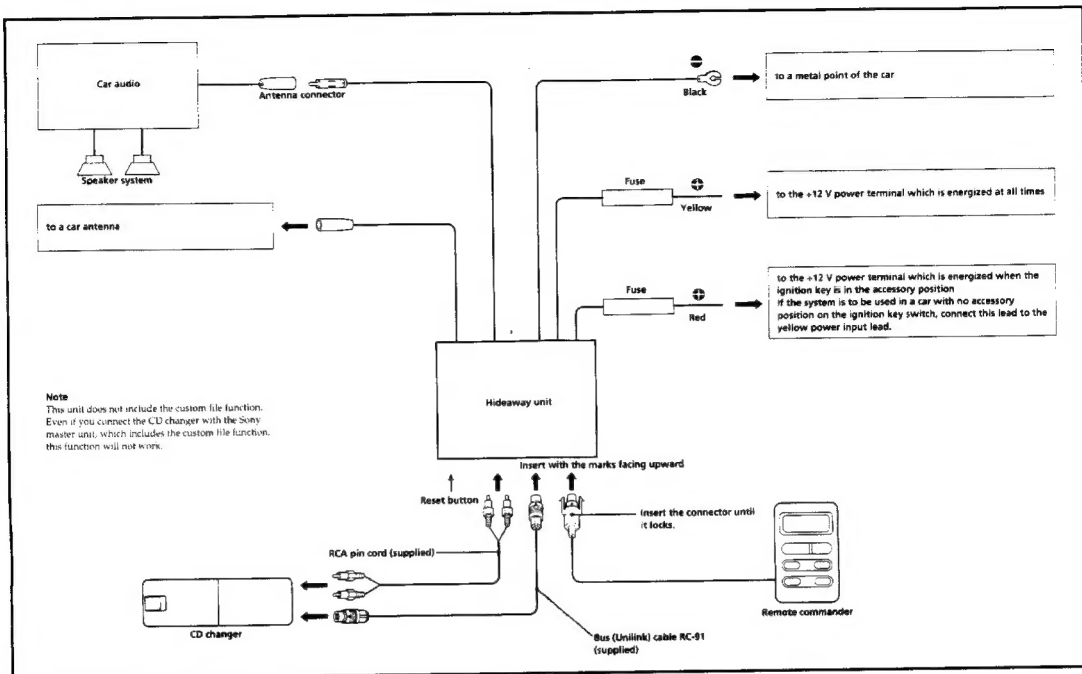 Car audio
Antenna connector
Speaker system
to a car antenna
Black
to a metal point of the car
Fuse
Yellow
to the +12 V power terminal which is energized at all times
Fuse
Red
to the +12 V power terminal which is energized when the
ignition key is in the accessory position
If the system is to be used in a car with no accessory
position on the ignition key switch, connect this lead to the
yellow power input lead.
Hideaway unit
Note
This unit does not include the custom file function.
Even if you connect the CD changer with the Sony
master unit, which includes the custom file function,
this function will not work.
Insert with the marks facing upward
Reset button
Insert the connector until
it locks.
RCA pin cord (supplied)
CD changer
Remote commander
Bus (Unilink) cable RC-91
(supplied)